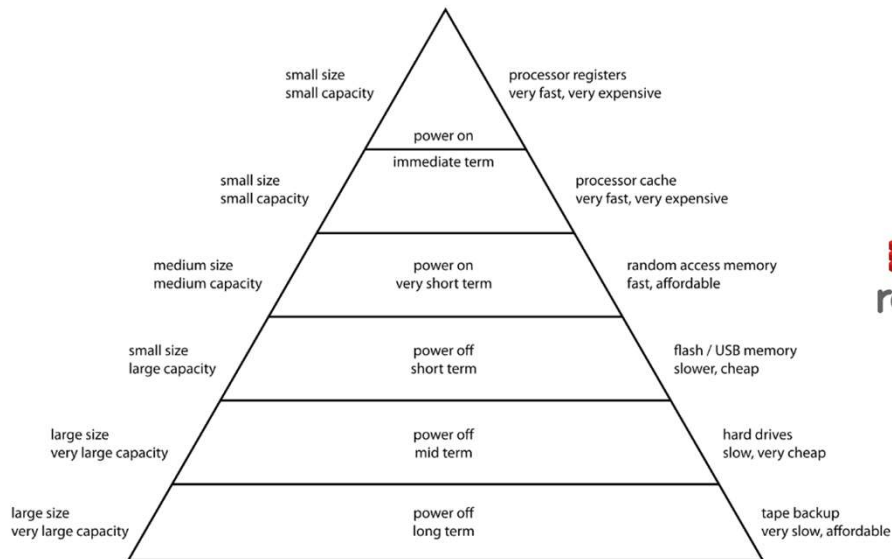 small size
small capacity
processor registers
very fast, very expensive
power on
immediate term
small size
small capacity
processor cache
very fast, very expensive
medium size
medium capacity
power on
very short term
random access memory
fast, affordable
small size
large capacity
power off
short term
flash / USB memory
slower, cheap
large size
very large capacity
power off
mid term
hard drives
slow, very cheap
large size
very large capacity
power off
long term
tape backup
very slow, affordable